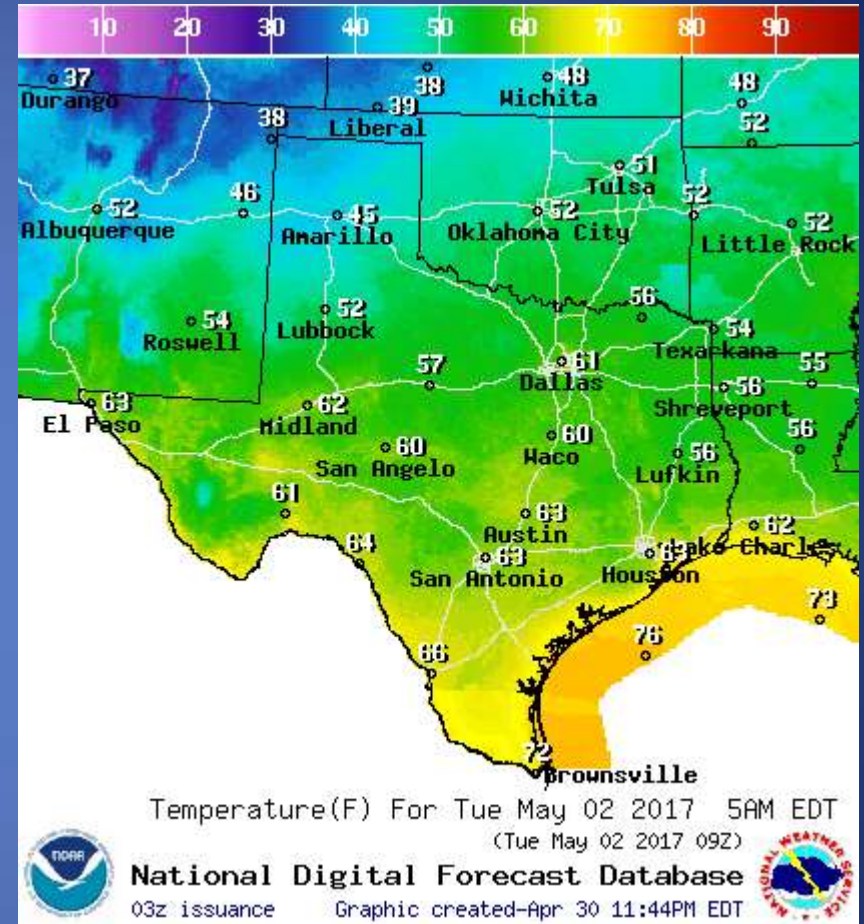 10 20 30 40 50 60 70 80 90
37
Durango
38
48
Wichita
48
39
Liberal
38
52
51
Tulsa
52
Albuquerque
46
45
Amarillo
52
Oklahoma City
52
52
Little Rock
54
Roswell
52
Lubbock
56
54
Texarkana
61
Dallas
57
55
56
Shreveport
63
El Paso
62
Midland
60
San Angelo
60
Waco
56
Lufkin
56
61
63
Austin
62
Lake Charles
64
63
San Antonio
63
Houston
73
76
66
72
Brownsville
Temperature(F) For Tue May 02 2017 5AM EDT
(Tue May 02 2017 09Z)
NOAA
National Digital Forecast Database
03z issuance Graphic created-Apr 30 11:44PM EDT
NATIONAL WEATHER SERVICE